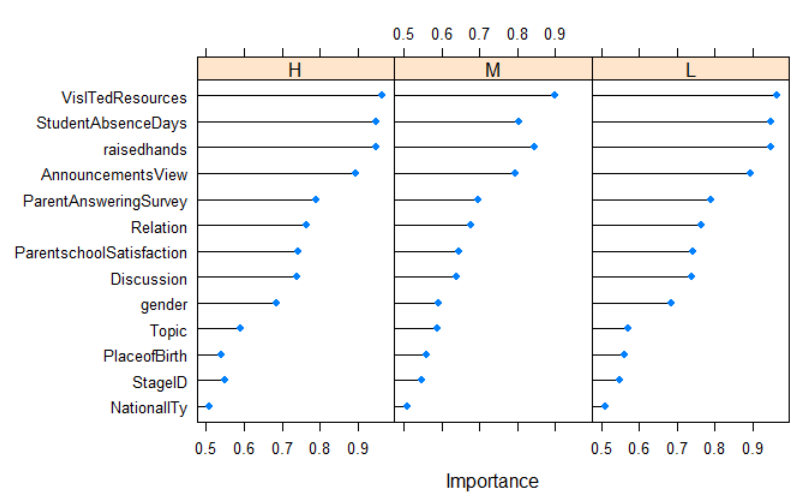 0.5 0.6 0.7 0.8 0.9
H M L
VisITedResources
StudentAbsenceDays
raisedhands
AnnouncementsView
ParentAnsweringSurvey
Relation
ParentschoolSatisfaction
Discussion
gender
Topic
PlaceofBirth
StageID
NationalITy
0.5 0.6 0.7 0.8 0.9 0.5 0.6 0.7 0.8 0.9
Importance